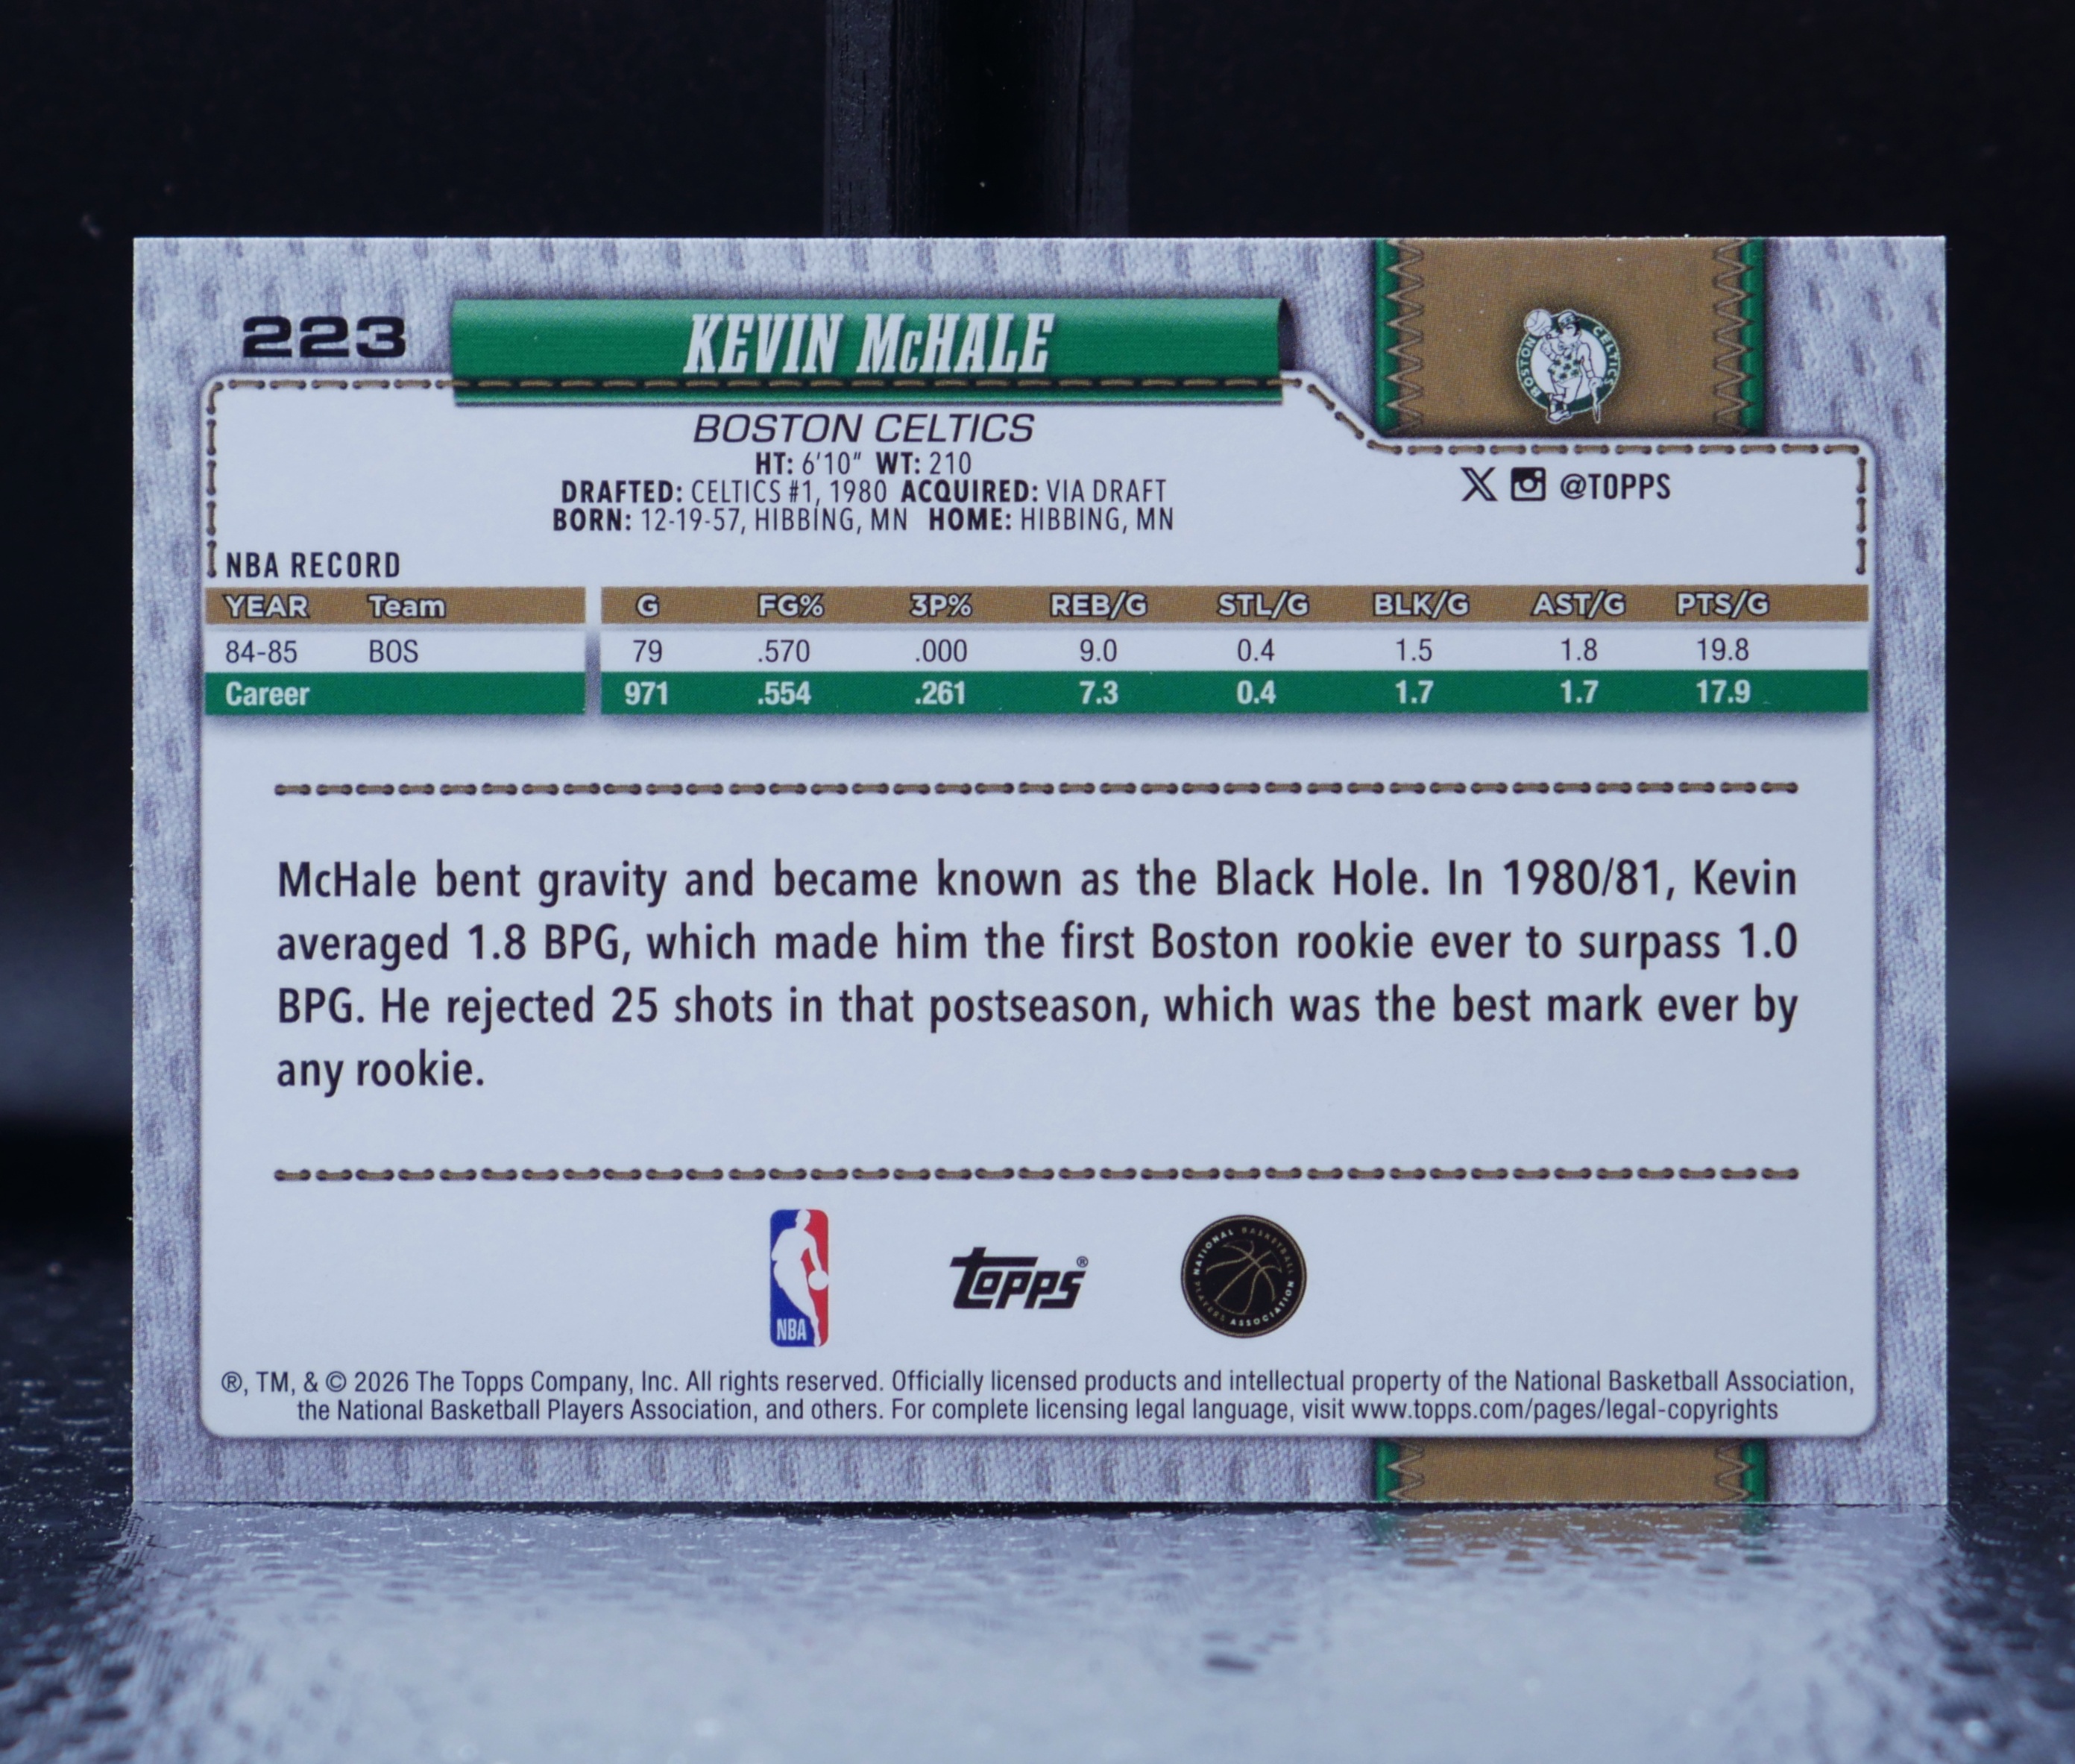 223
KEVIN McHALE
BOSTON CELTICS
BOSTON CELTICS
HT: 6'10" WT: 210
DRAFTED: CELTICS #1, 1980 ACQUIRED: VIA DRAFT
BORN: 12-19-57, HIBBING, MN HOME: HIBBING, MN
@TOPPS
NBA RECORD
YEAR Team G FG% 3P% REB/G STL/G BLK/G AST/G PTS/G
84-85 BOS 79 .570 .000 9.0 0.4 1.5 1.8 19.8
Career 971 .554 .261 7.3 0.4 1.7 1.7 17.9
McHale bent gravity and became known as the Black Hole. In 1980/81, Kevin
averaged 1.8 BPG, which made him the first Boston rookie ever to surpass 1.0
BPG. He rejected 25 shots in that postseason, which was the best mark ever by
any rookie.
NBA
Topps®
NATIONAL BASKETBALL PLAYERS ASSOCIATION
®, TM, & © 2026 The Topps Company, Inc. All rights reserved. Officially licensed products and intellectual property of the National Basketball Association,
the National Basketball Players Association, and others. For complete licensing legal language, visit www.topps.com/pages/legal-copyrights